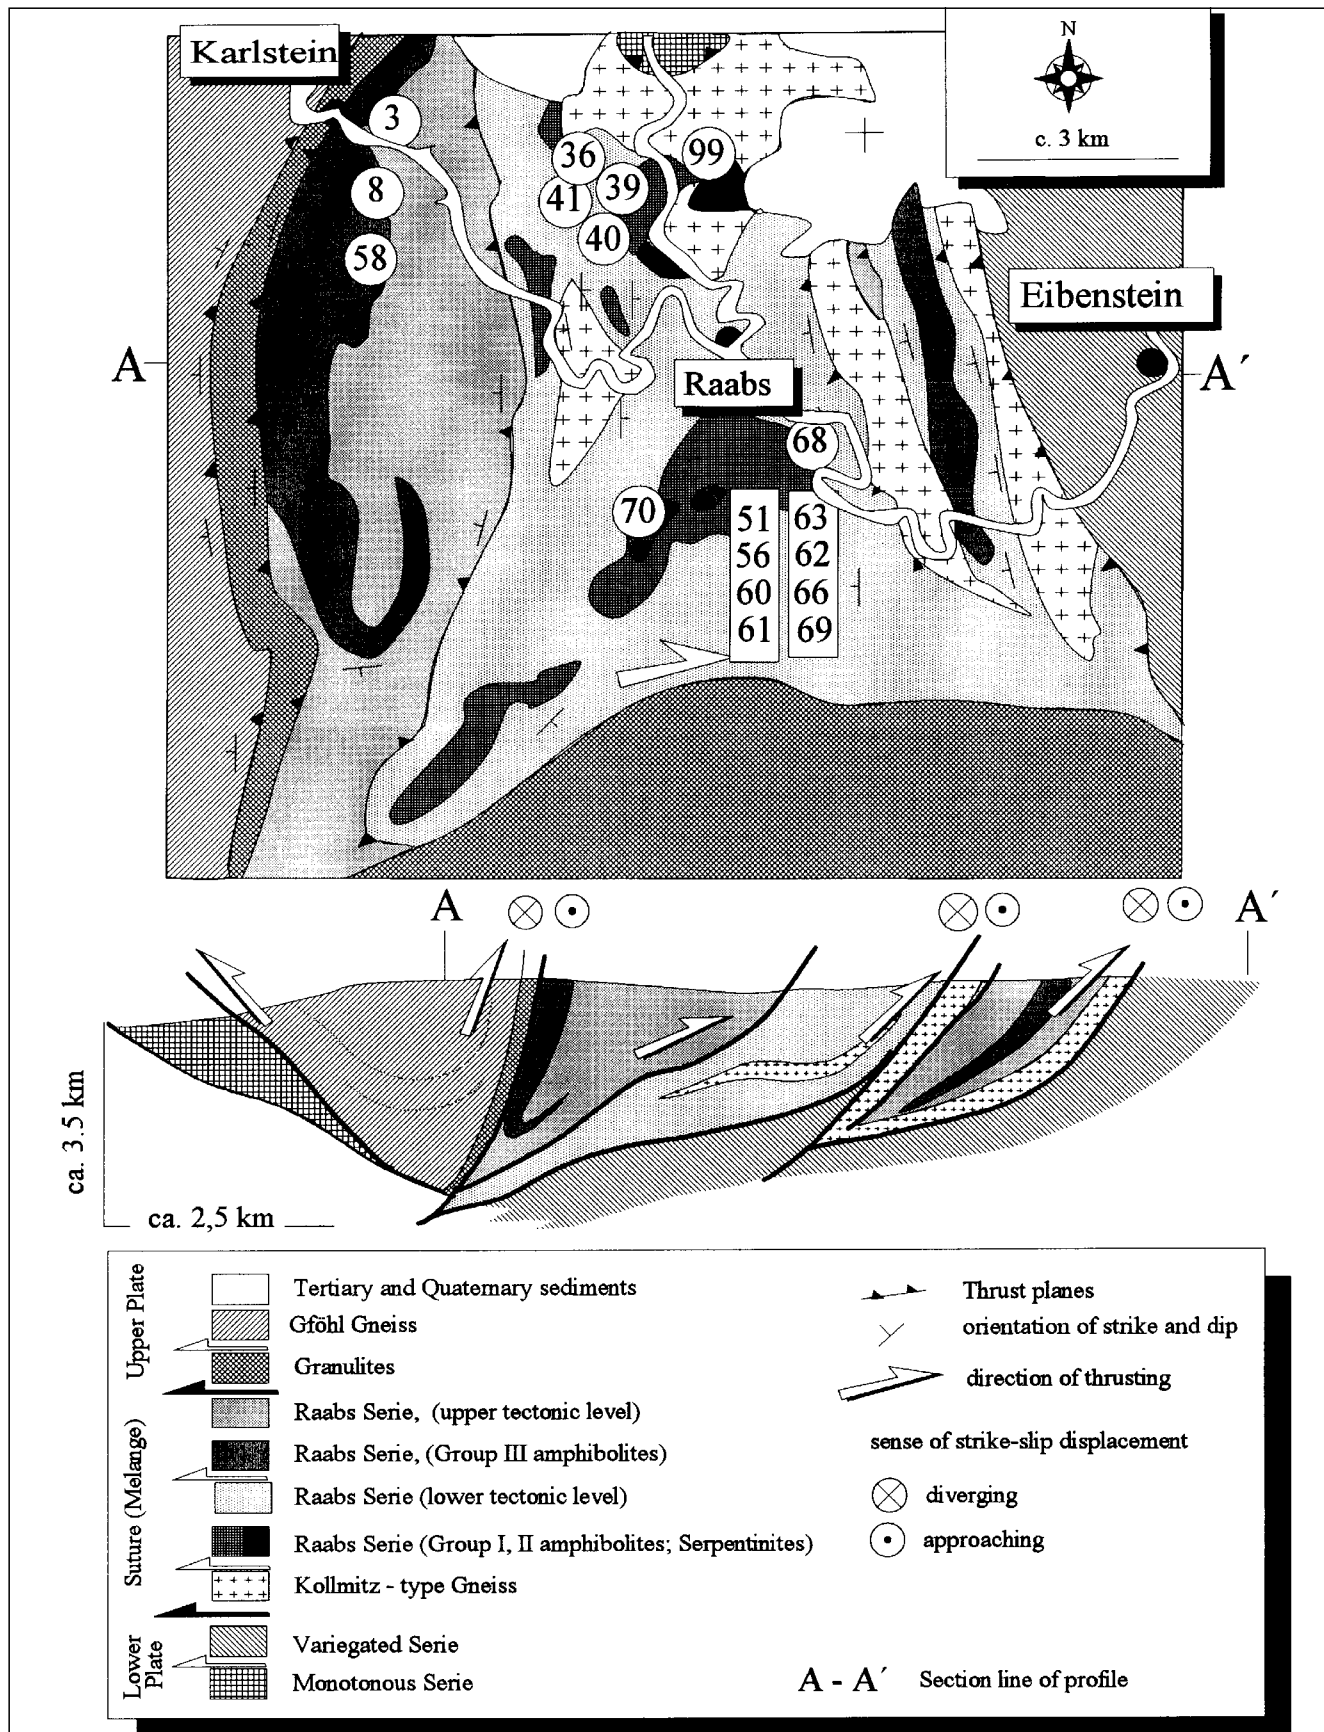 Karlstein
N
c. 3 km
3
36
99
8
41
39
40
58
Eibenstein
A
Raabs
A´
68
70
51
63
56
62
60
66
61
69
A
A´
ca. 3.5 km
ca. 2,5 km
Upper Plate
Tertiary and Quaternary sediments
Gföhl Gneiss
Granulites
Suture (Melange)
Raabs Serie, (upper tectonic level)
Raabs Serie, (Group III amphibolites)
Raabs Serie (lower tectonic level)
Raabs Serie (Group I, II amphibolites; Serpentinites)
Kollmitz - type Gneiss
Lower
Plate
Variegated Serie
Monotonous Serie
Thrust planes
orientation of strike and dip
direction of thrusting
sense of strike-slip displacement
diverging
approaching
A - A´ Section line of profile